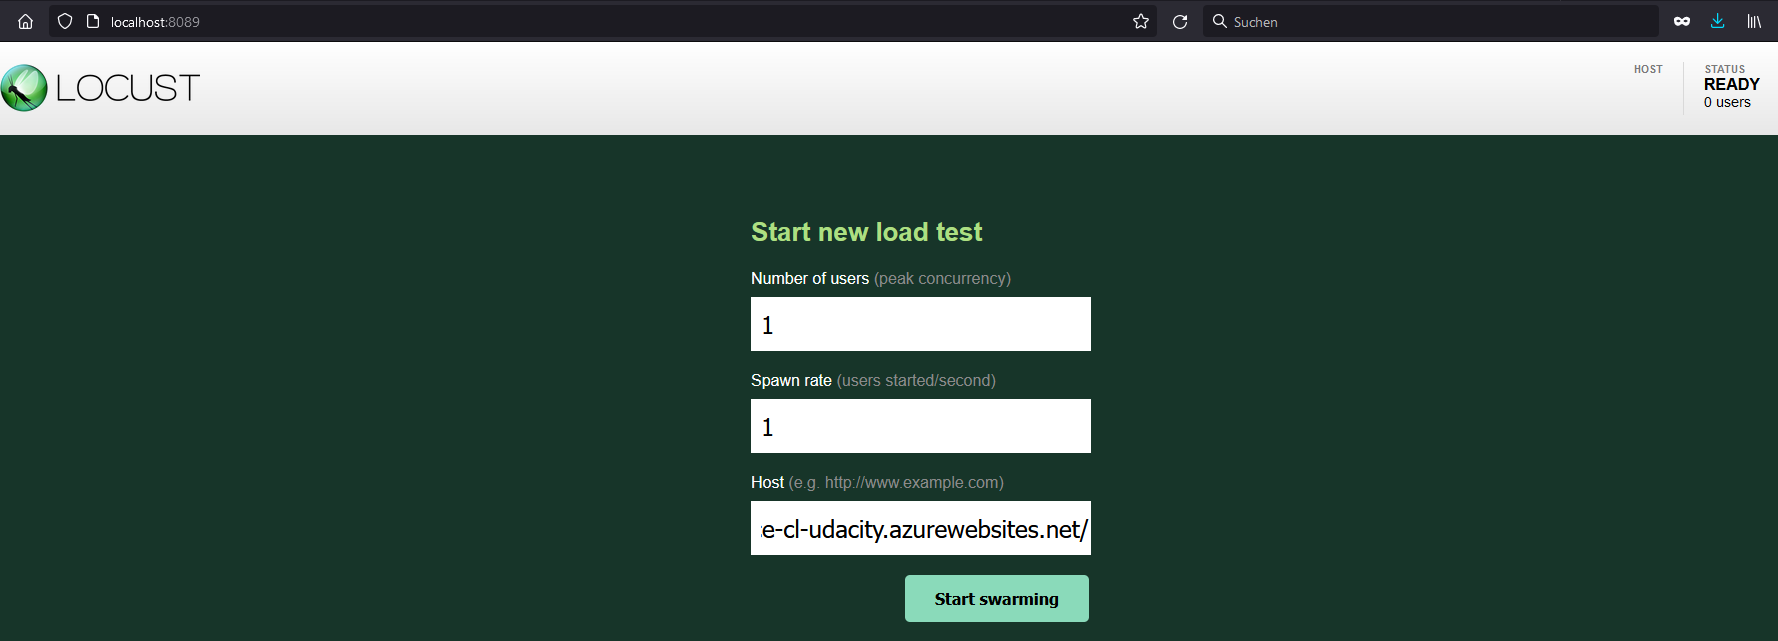 localhost:8089
Suchen
LOCUST
HOST
STATUS
READY
0 users
Start new load test
Number of users (peak concurrency)
1
Spawn rate (users started/second)
1
Host (e.g. http://www.example.com)
e-cl-udacity.azurewebsites.net/
Start swarming